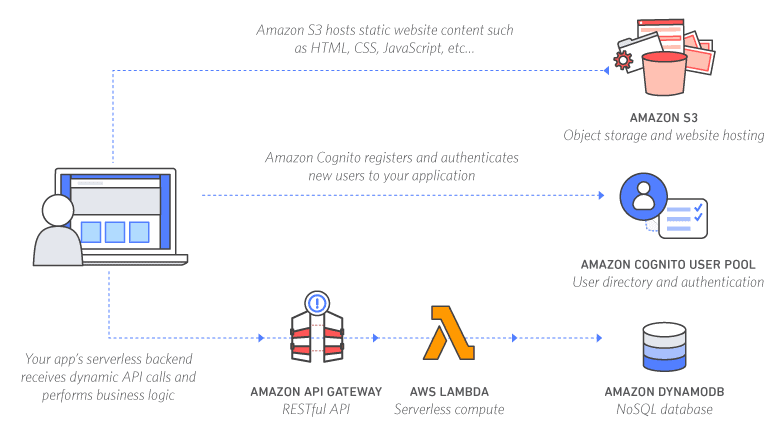 Amazon S3 hosts static website content such
as HTML, CSS, JavaScript, etc...
AMAZON S3
Object storage and website hosting
Amazon Cognito registers and authenticates
new users to your application
AMAZON COGNITO USER POOL
User directory and authentication
Your app's serverless backend
receives dynamic API calls and
performs business logic
AMAZON API GATEWAY
RESTful API
AWS LAMBDA
Serverless compute
AMAZON DYNAMODB
NoSQL database